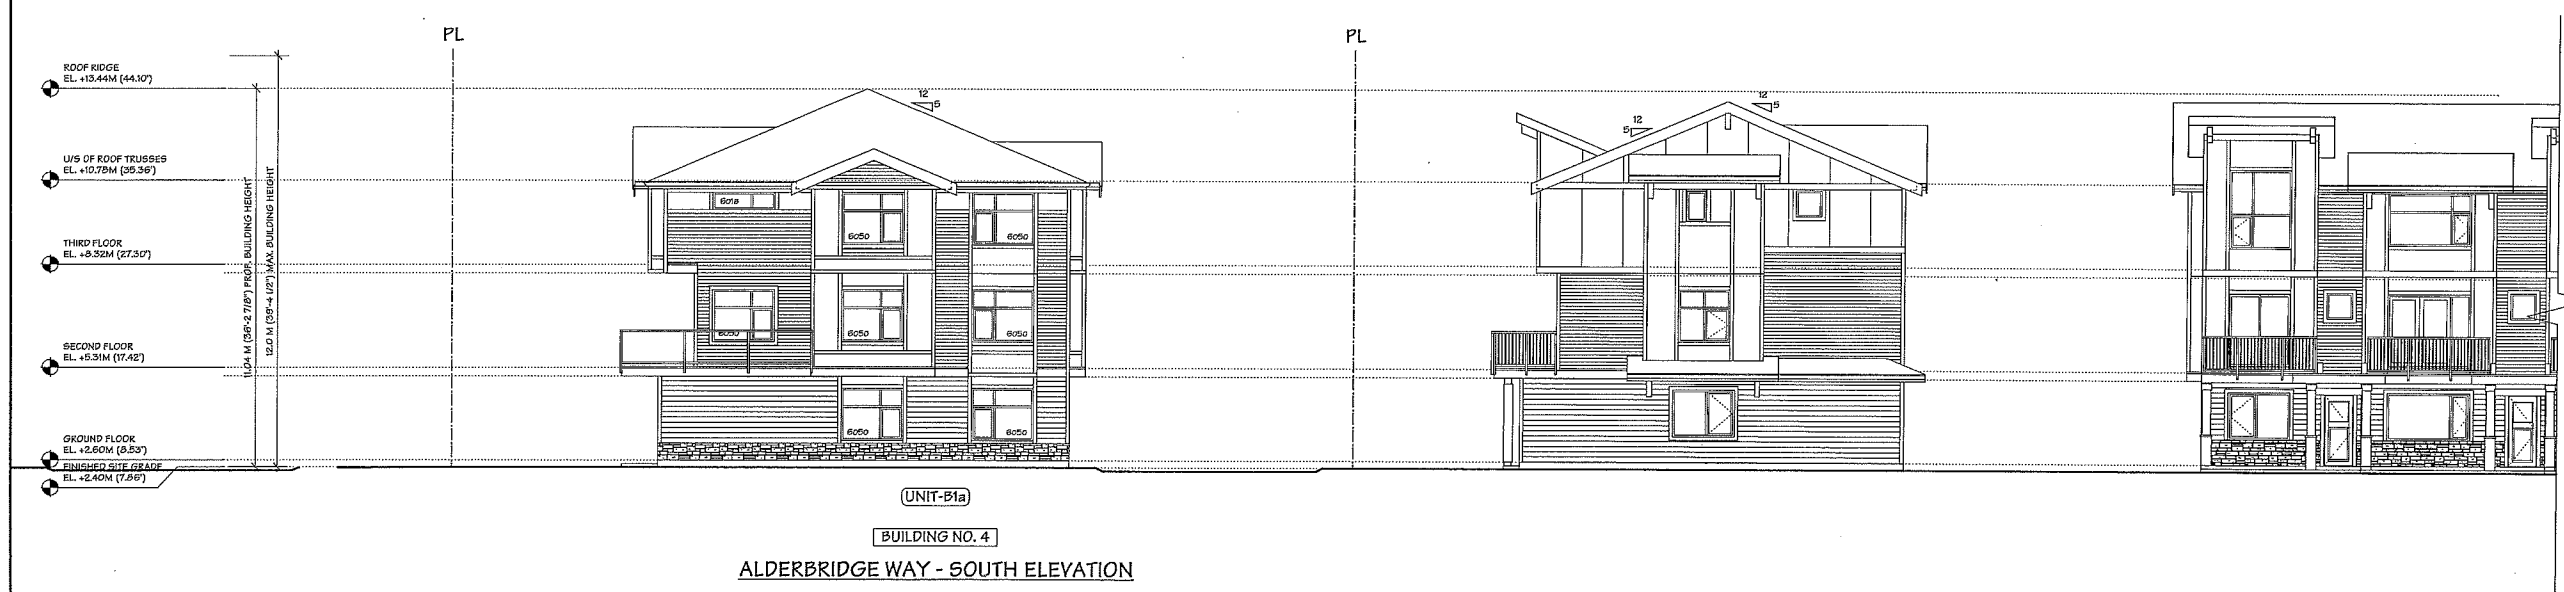 PL
PL
ROOF RIDGE
EL. +13.44M (44.10')
12
5
12
5
12
5
U/S OF ROOF TRUSSES
EL. +10.78M (35.36')
11.04 M (36'-2 7/8") PROP. BUILDING HEIGHT
12.0 M (39'-4 1/2") MAX. BUILDING HEIGHT
6018
6050
6050
THIRD FLOOR
EL. +8.32M (27.30')
6050
6050
6050
SECOND FLOOR
EL. +5.31M (17.42')
6050
6050
GROUND FLOOR
EL. +2.60M (8.53')
FINISHED SITE GRADE
EL. +2.40M (7.86')
UNIT-B1a
BUILDING NO. 4
ALDERBRIDGE WAY - SOUTH ELEVATION